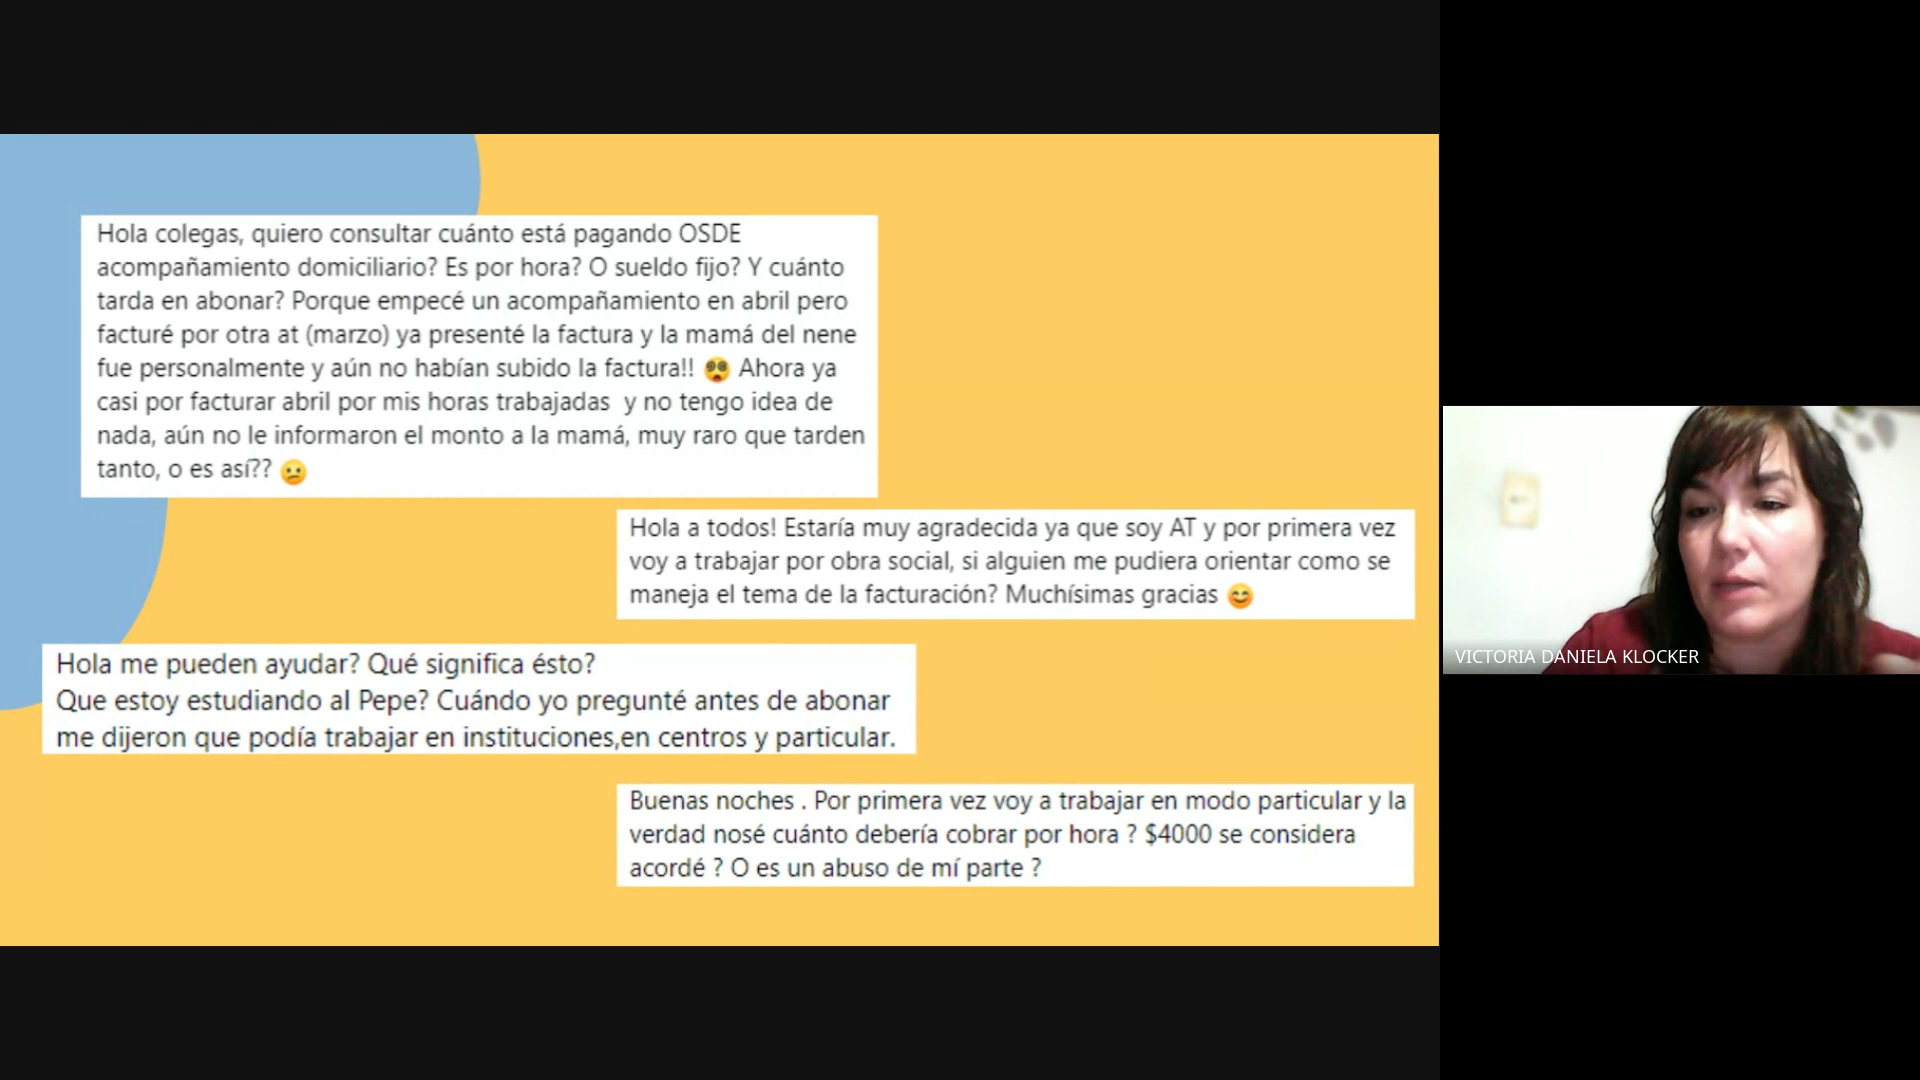 Hola colegas, quiero consultar cuánto está pagando OSDE
acompañamiento domiciliario? Es por hora? O sueldo fijo? Y cuánto
tarda en abonar? Porque empecé un acompañamiento en abril pero
facturé por otra at (marzo) ya presenté la factura y la mamá del nene
fue personalmente y aún no habían subido la factura!! 😵‍💫 Ahora ya
casi por facturar abril por mis horas trabajadas  y no tengo idea de
nada, aún no le informaron el monto a la mamá, muy raro que tarden
tanto, o es así?? 🫤
Hola a todos! Estaría muy agradecida ya que soy AT y por primera vez
voy a trabajar por obra social, si alguien me pudiera orientar como se
maneja el tema de la facturación? Muchísimas gracias 😊
Hola me pueden ayudar? Qué significa ésto?
Que estoy estudiando al Pepe? Cuándo yo pregunté antes de abonar
me dijeron que podía trabajar en instituciones,en centros y particular.
Buenas noches . Por primera vez voy a trabajar en modo particular y la
verdad nosé cuánto debería cobrar por hora ? $4000 se considera
acordé ? O es un abuso de mí parte ?
VICTORIA DANIELA KLOCKER